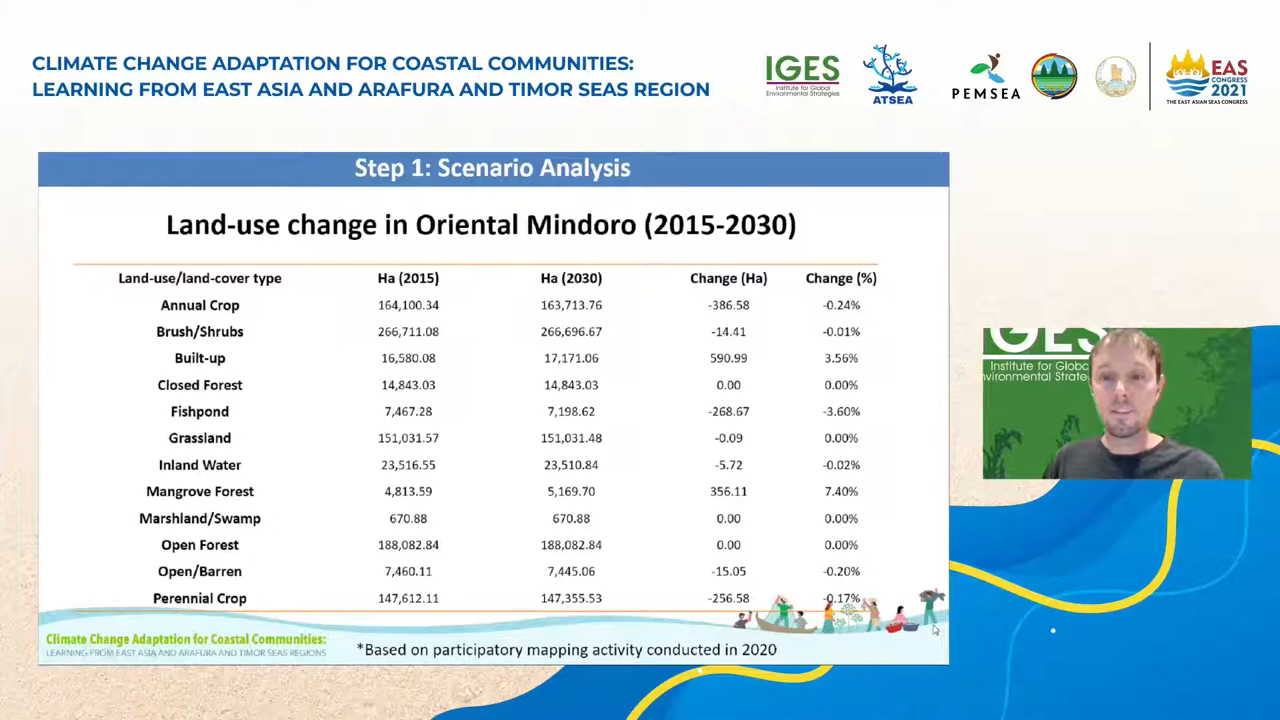 CLIMATE CHANGE ADAPTATION FOR COASTAL COMMUNITIES:
LEARNING FROM EAST ASIA AND ARAFURA AND TIMOR SEAS REGION
IGES
Institute for Global
Environmental Strategies
ATSEA
PEMSEA
EAS
CONGRESS
2021
THE EAST ASIAN SEAS CONGRESS
Step 1: Scenario Analysis
Land-use change in Oriental Mindoro (2015-2030)
Land-use/land-cover type Ha (2015) Ha (2030) Change (Ha) Change (%)
Annual Crop 164,100.34 163,713.76 -386.58 -0.24%
Brush/Shrubs 266,711.08 266,696.67 -14.41 -0.01%
Built-up 16,580.08 17,171.06 590.99 3.56%
Closed Forest 14,843.03 14,843.03 0.00 0.00%
Fishpond 7,467.28 7,198.62 -268.67 -3.60%
Grassland 151,031.57 151,031.48 -0.09 0.00%
Inland Water 23,516.55 23,510.84 -5.72 -0.02%
Mangrove Forest 4,813.59 5,169.70 356.11 7.40%
Marshland/Swamp 670.88 670.88 0.00 0.00%
Open Forest 188,082.84 188,082.84 0.00 0.00%
Open/Barren 7,460.11 7,445.06 -15.05 -0.20%
Perennial Crop 147,612.11 147,355.53 -256.58 -0.17%
Climate Change Adaptation for Coastal Communities:
LEARNING FROM EAST ASIA AND ARAFURA AND TIMOR SEAS REGIONS
*Based on participatory mapping activity conducted in 2020
IGES
Institute for Globa
nvironmental Strate